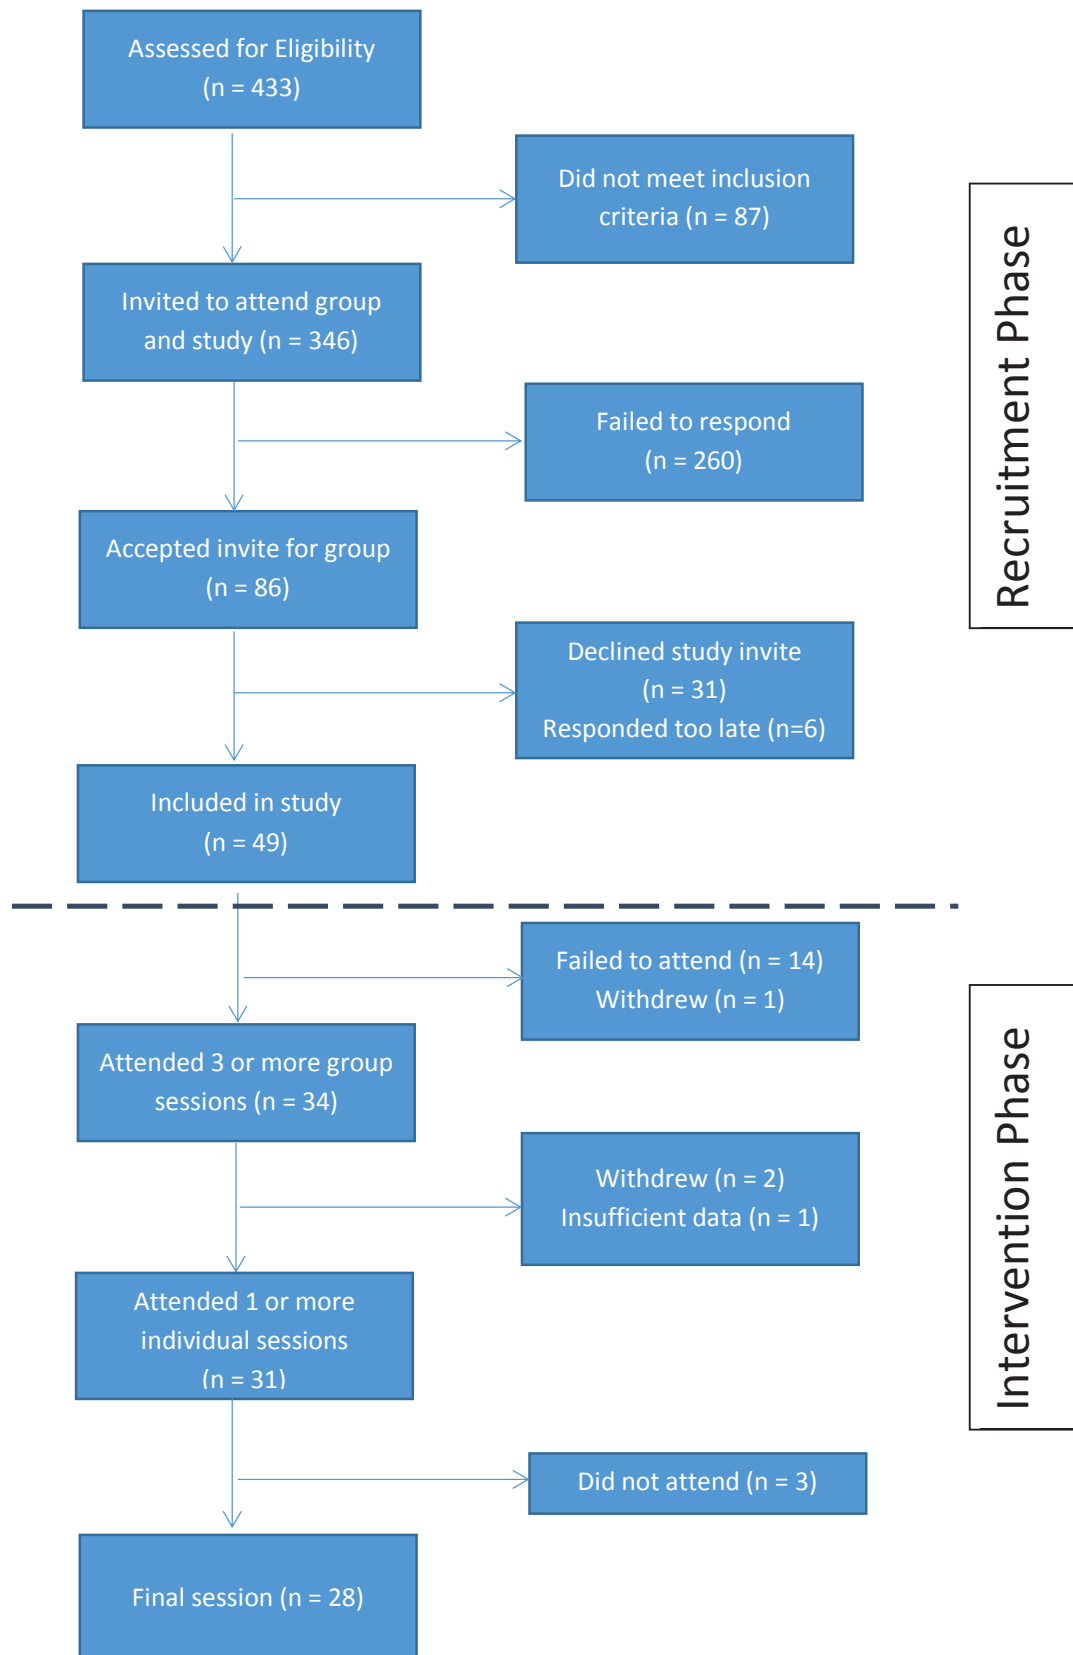 Assessed for Eligibility
(n = 433)
Did not meet inclusion
criteria (n = 87)
Invited to attend group
and study (n = 346)
Failed to respond
(n = 260)
Accepted invite for group
(n = 86)
Declined study invite
(n = 31)
Responded too late (n=6)
Included in study
(n = 49)
Recruitment Phase
Failed to attend (n = 14)
Withdrew (n = 1)
Attended 3 or more group
sessions (n = 34)
Withdrew (n = 2)
Insufficient data (n = 1)
Attended 1 or more
individual sessions
(n = 31)
Did not attend (n = 3)
Final session (n = 28)
Intervention Phase